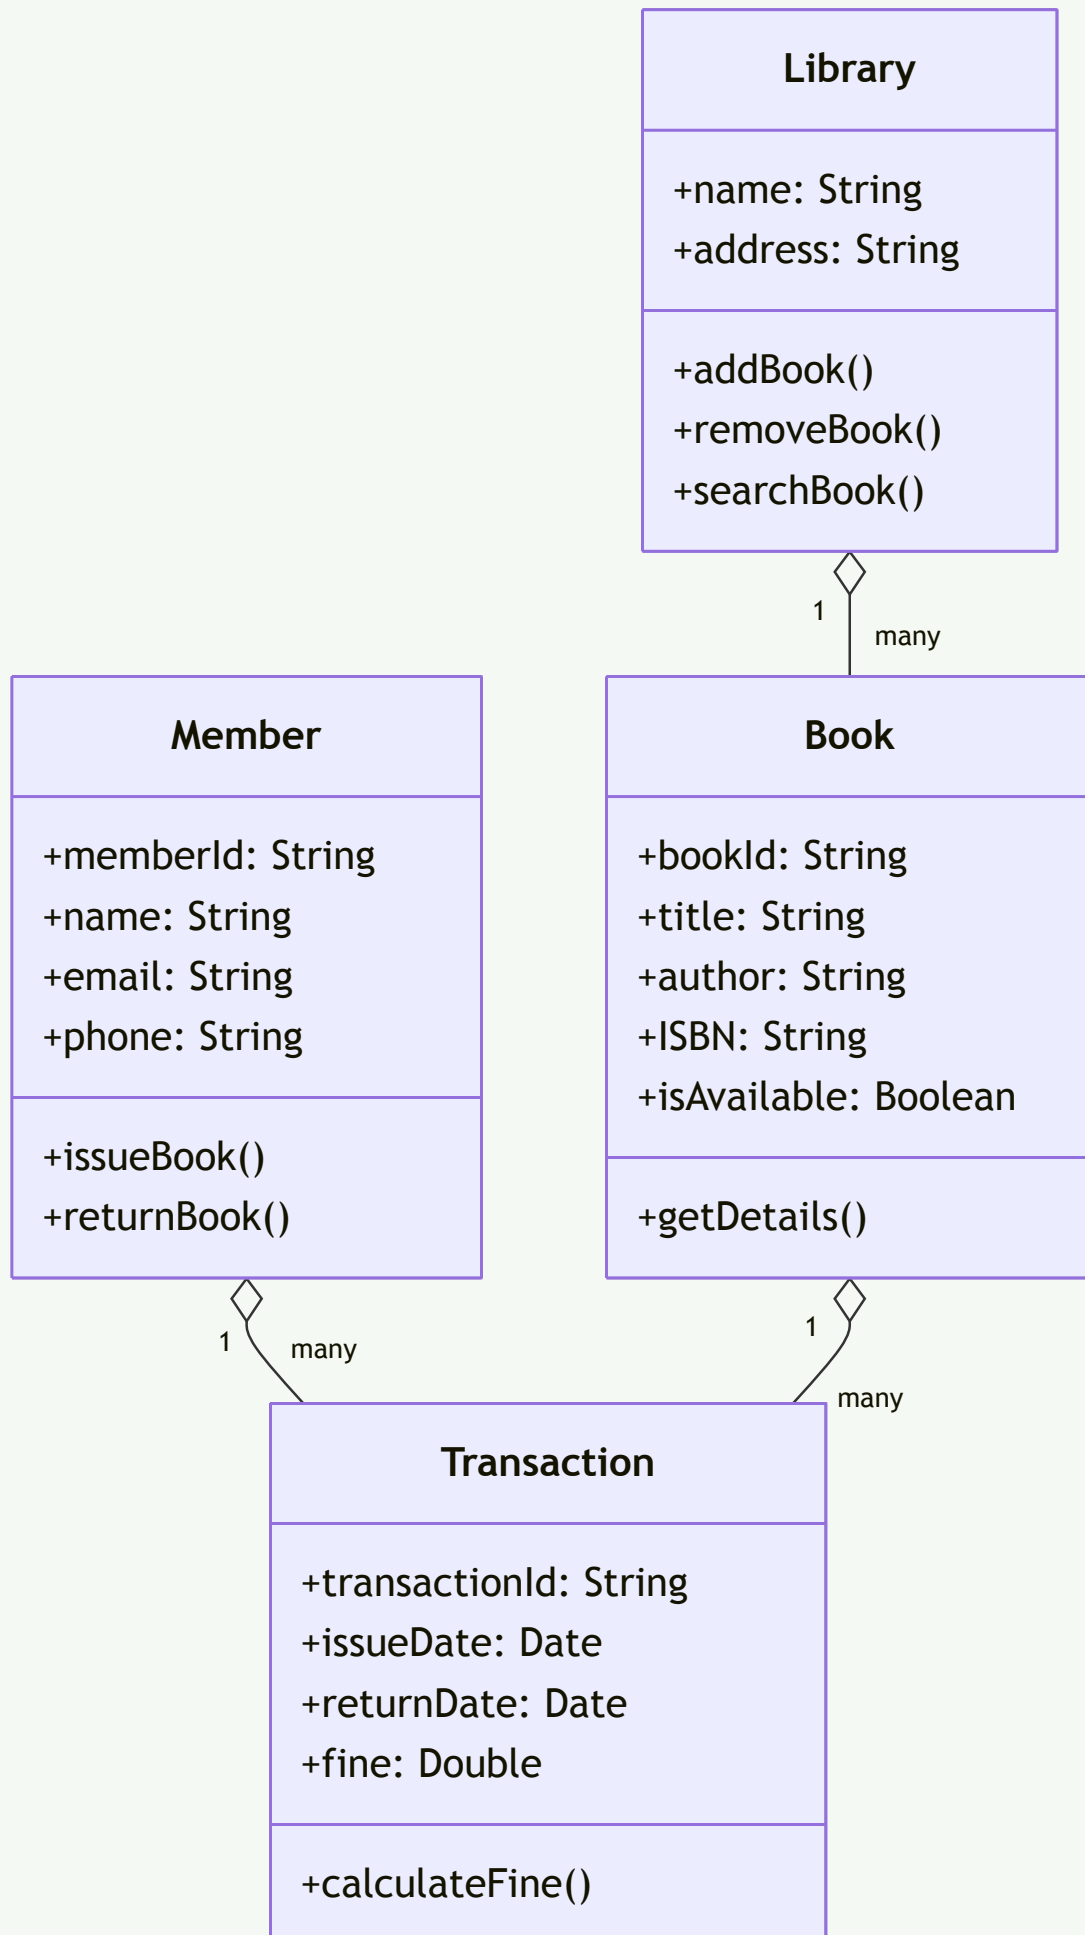 Library
+name: String
+address: String
+addBook()
+removeBook()
+searchBook()
1
many
Member
+memberId: String
+name: String
+email: String
+phone: String
+issueBook()
+returnBook()
Book
+bookId: String
+title: String
+author: String
+ISBN: String
+isAvailable: Boolean
+getDetails()
1
many
1
many
Transaction
+transactionId: String
+issueDate: Date
+returnDate: Date
+fine: Double
+calculateFine()